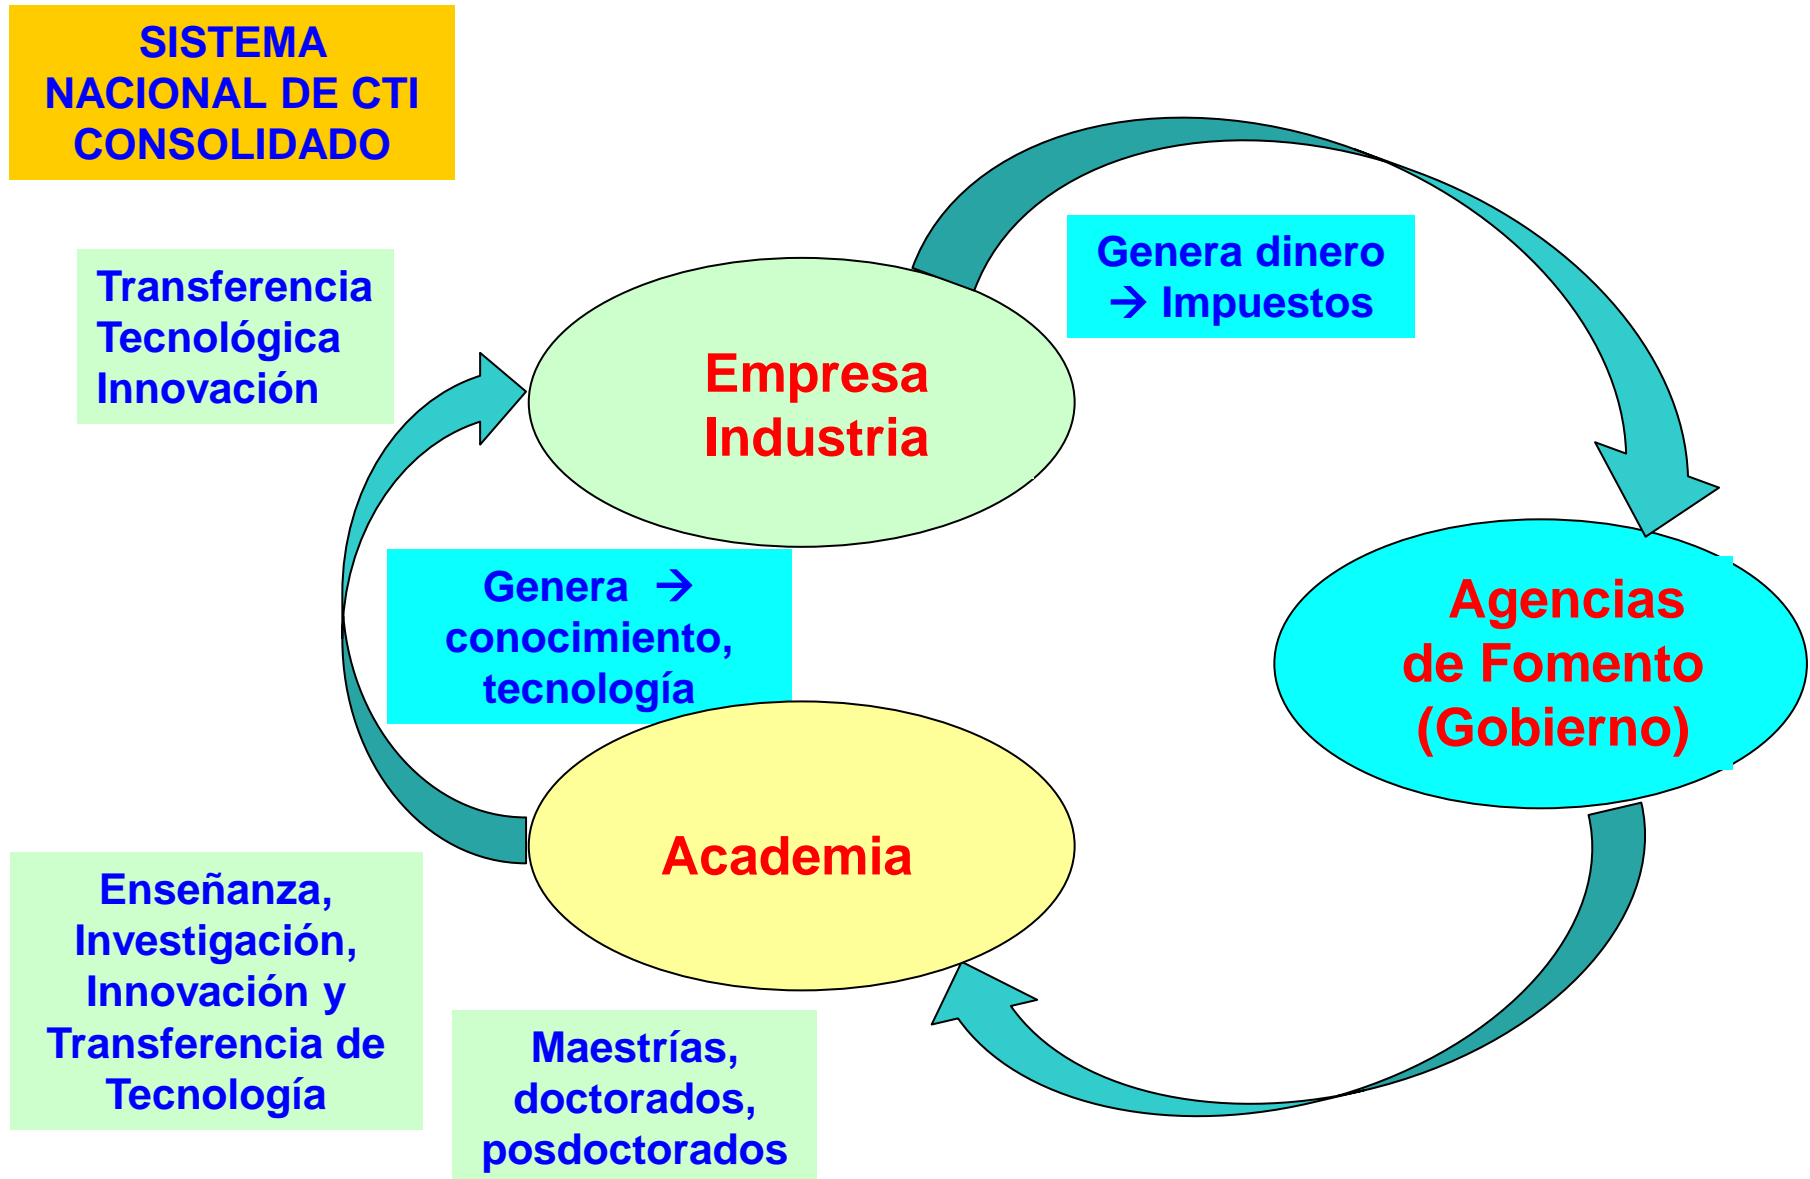 SISTEMA
NACIONAL DE CTI
CONSOLIDADO
Transferencia
Tecnológica
Innovación
Genera dinero
→ Impuestos
Empresa
Industria
Genera →
conocimiento,
tecnología
Agencias
de Fomento
(Gobierno)
Academia
Enseñanza,
Investigación,
Innovación y
Transferencia de
Tecnología
Maestrías,
doctorados,
posdoctorados